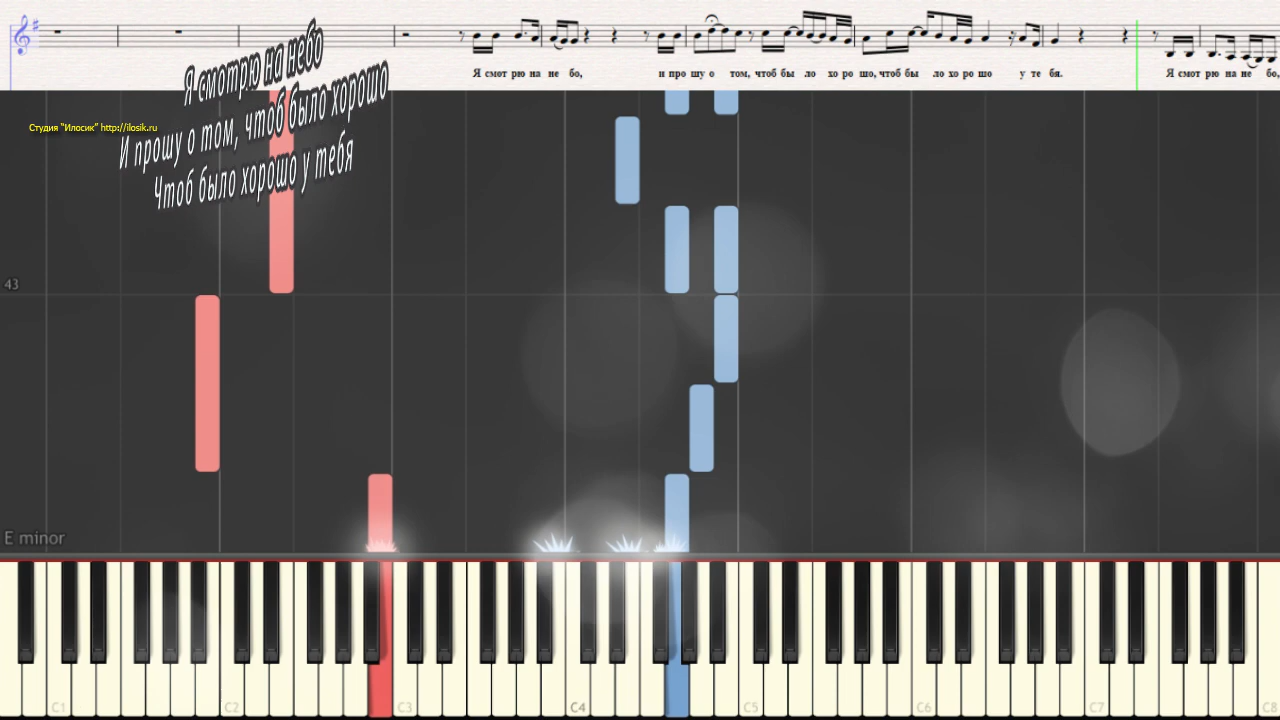 Я смот рю на не бо, и про шу о том, чтоб бы ло хо ро шо, чтоб бы ло хо ро шо у те бя. Я смот рю на не бо,
Я смотрю на небо
И прошу о том, чтоб было хорошо
Чтоб было хорошо у тебя
Студия "Илосик" http://ilosik.ru
43
E minor
C1 C2 C3 C4 C5 C6 C7 C8